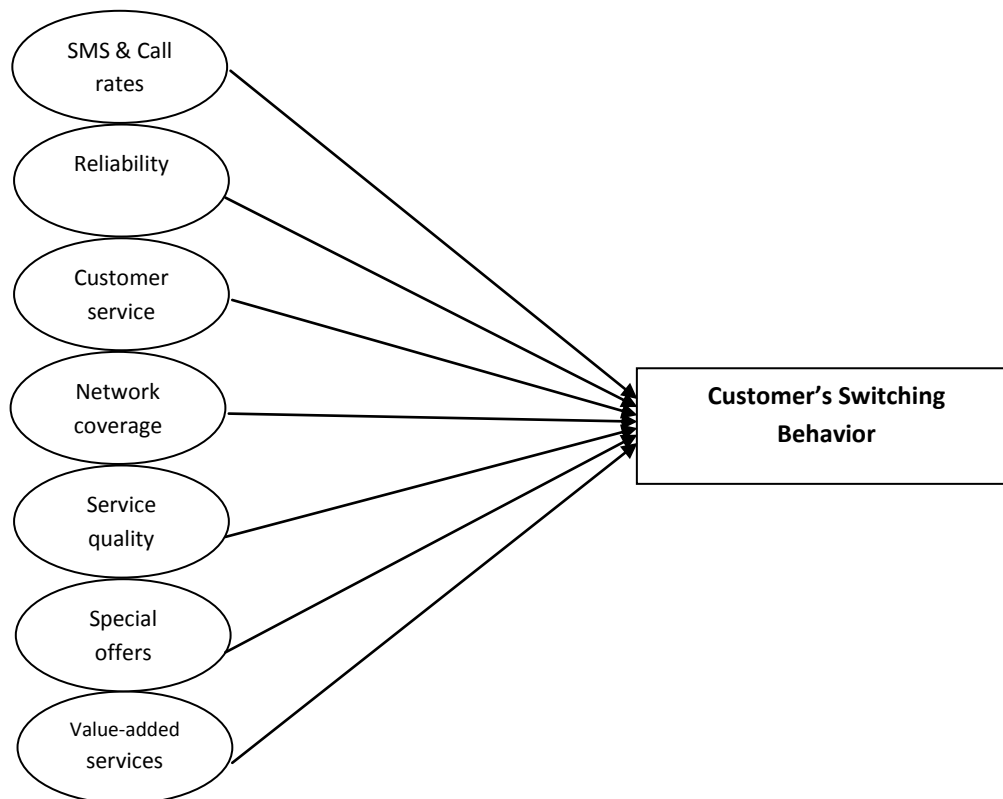 SMS & Call
rates
Reliability
Customer
service
Network
coverage
Service
quality
Special
offers
Value-added
services
Customer’s Switching
Behavior